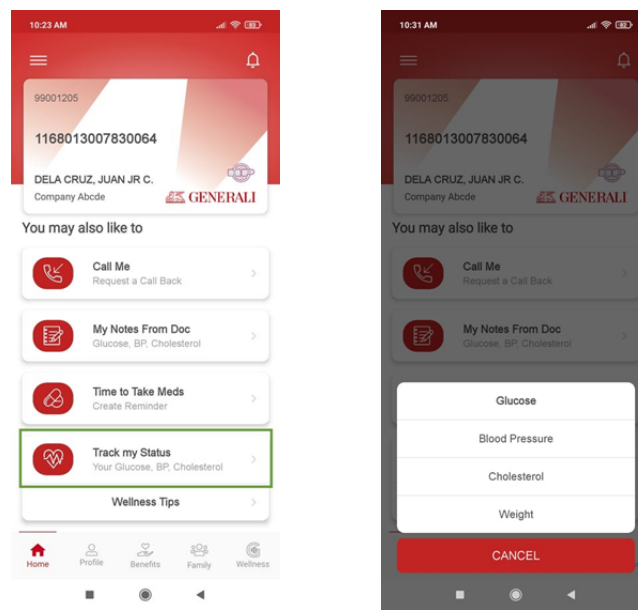 10:23 AM
82
99001205
1168013007830064
DELA CRUZ, JUAN JR C.
Company Abcde
GENERALI
You may also like to
Call Me
Request a Call Back
My Notes From Doc
Glucose, BP, Cholesterol
Time to Take Meds
Create Reminder
Track my Status
Your Glucose, BP, Cholesterol
Wellness Tips
Home
Profile
Benefits
Family
Wellness
10:31 AM
99001205
1168013007830064
DELA CRUZ, JUAN JR C.
Company Abcde
GENERALI
You may also like to
Call Me
Request a Call Back
My Notes From Doc
Glucose, BP, Cholesterol
Glucose
Blood Pressure
Cholesterol
Weight
CANCEL